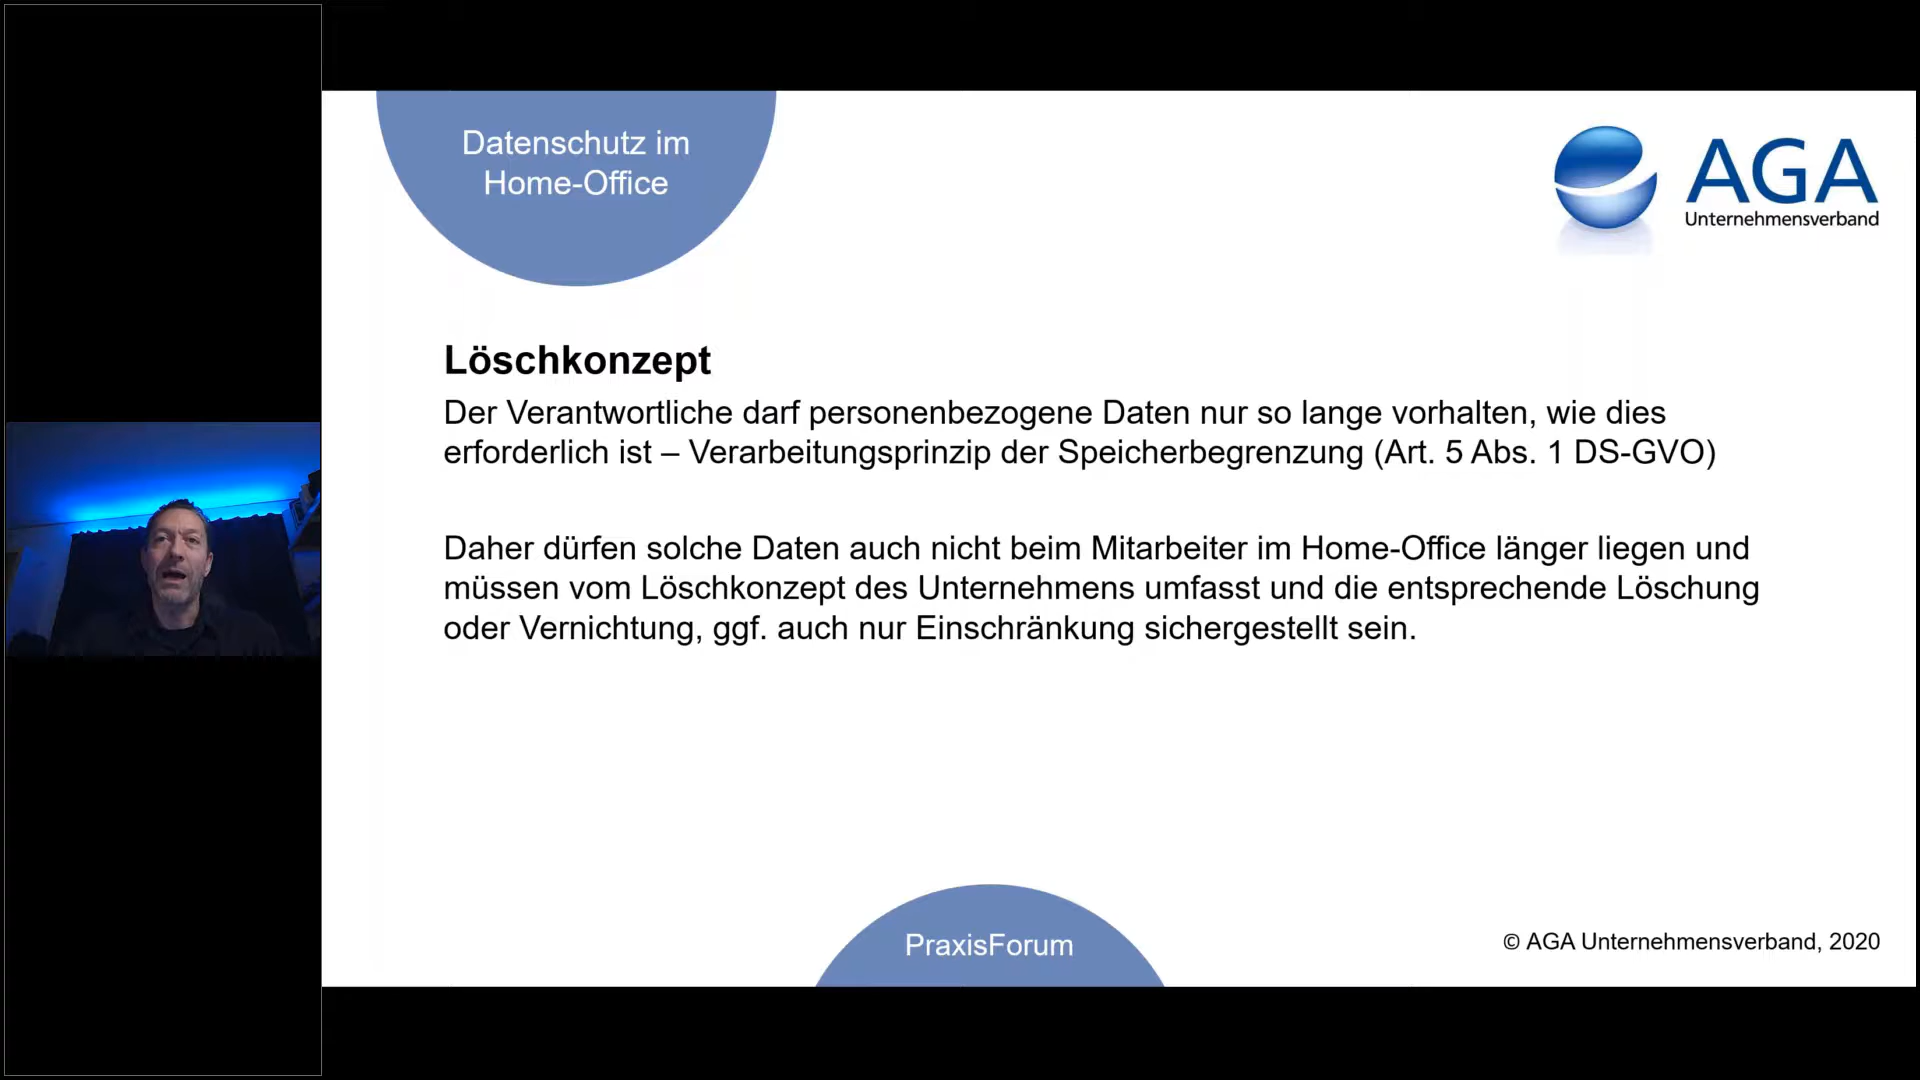 Datenschutz im
Home-Office
AGA
Unternehmensverband
Löschkonzept
Der Verantwortliche darf personenbezogene Daten nur so lange vorhalten, wie dies
erforderlich ist – Verarbeitungsprinzip der Speicherbegrenzung (Art. 5 Abs. 1 DS-GVO)
Daher dürfen solche Daten auch nicht beim Mitarbeiter im Home-Office länger liegen und
müssen vom Löschkonzept des Unternehmens umfasst und die entsprechende Löschung
oder Vernichtung, ggf. auch nur Einschränkung sichergestellt sein.
PraxisForum
© AGA Unternehmensverband, 2020